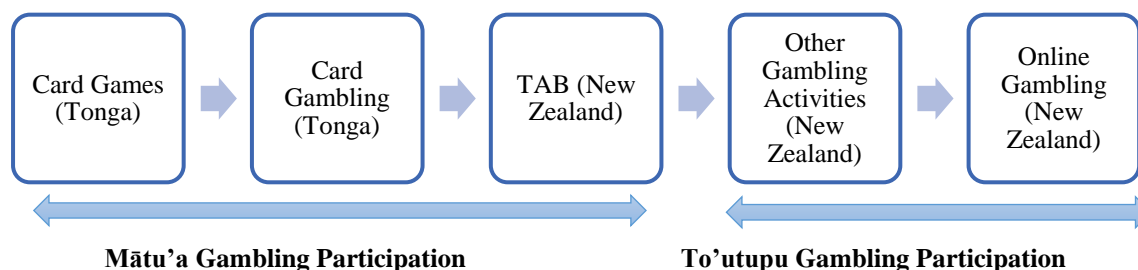 Card Games
(Tonga)
Card
Gambling
(Tonga)
TAB (New
Zealand)
Other
Gambling
Activities
(New
Zealand)
Online
Gambling
(New
Zealand)
Mātu’a Gambling Participation
To’utupu Gambling Participation